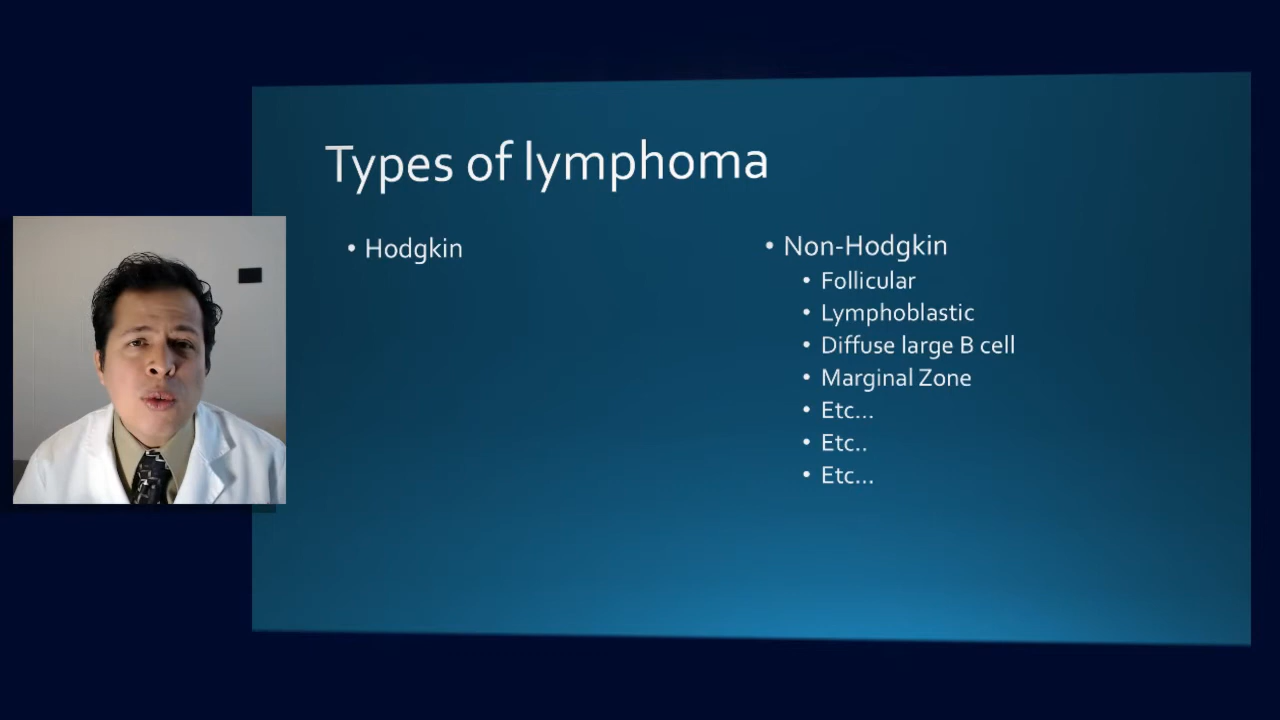 Types of lymphoma
• Hodgkin
• Non-Hodgkin
• Follicular
• Lymphoblastic
• Diffuse large B cell
• Marginal Zone
• Etc...
• Etc..
• Etc...